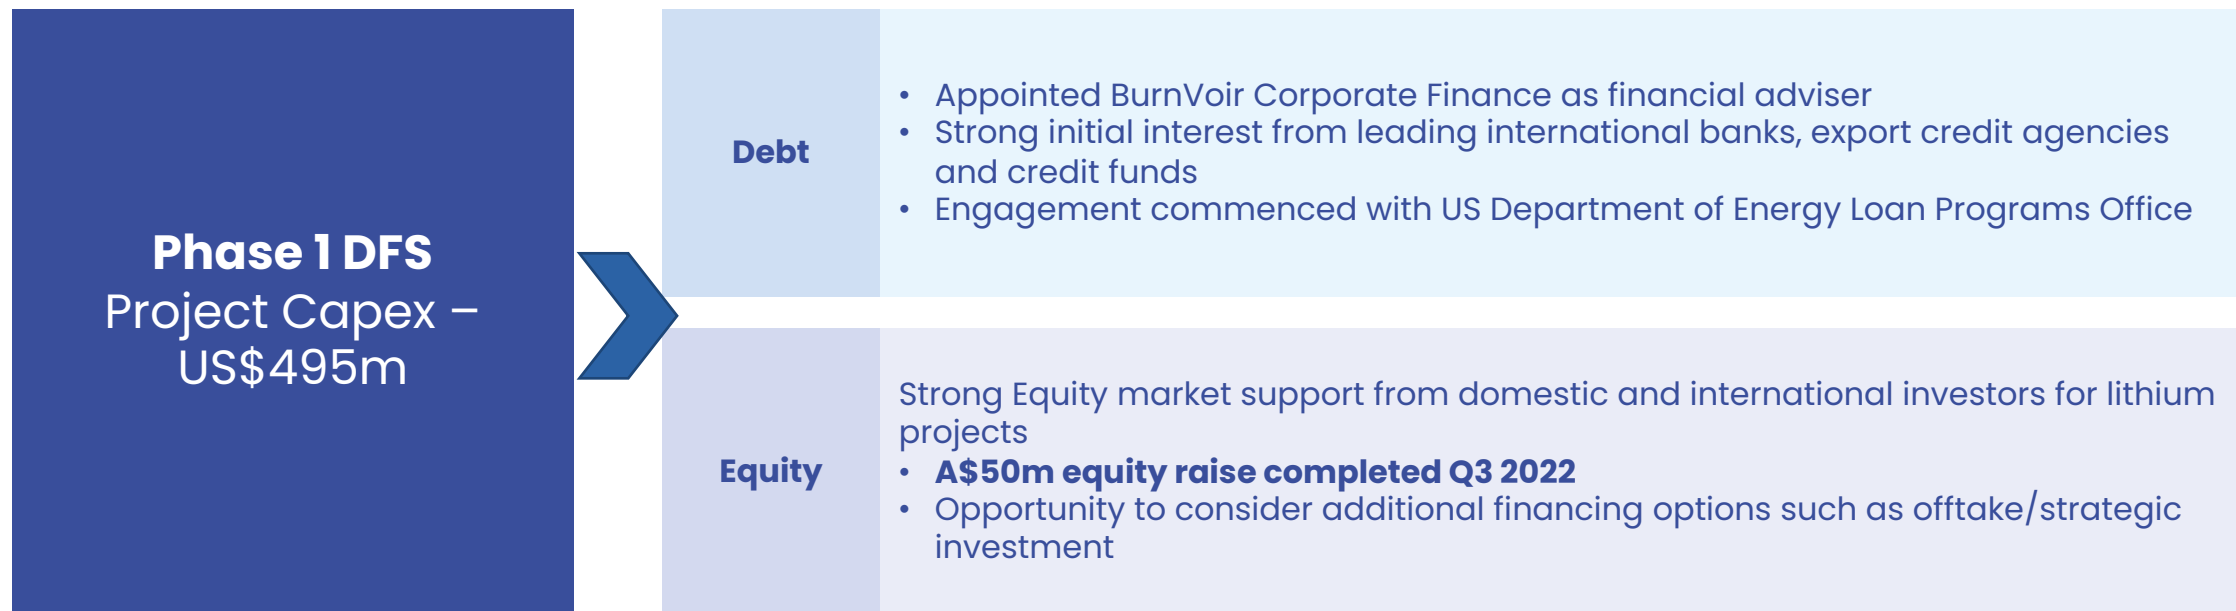 Phase 1 DFS
Project Capex –
US$495m
Debt
• Appointed BurnVoir Corporate Finance as financial adviser
• Strong initial interest from leading international banks, export credit agencies
and credit funds
• Engagement commenced with US Department of Energy Loan Programs Office
Equity
Strong Equity market support from domestic and international investors for lithium
projects
• A$50m equity raise completed Q3 2022
• Opportunity to consider additional financing options such as offtake/strategic
investment